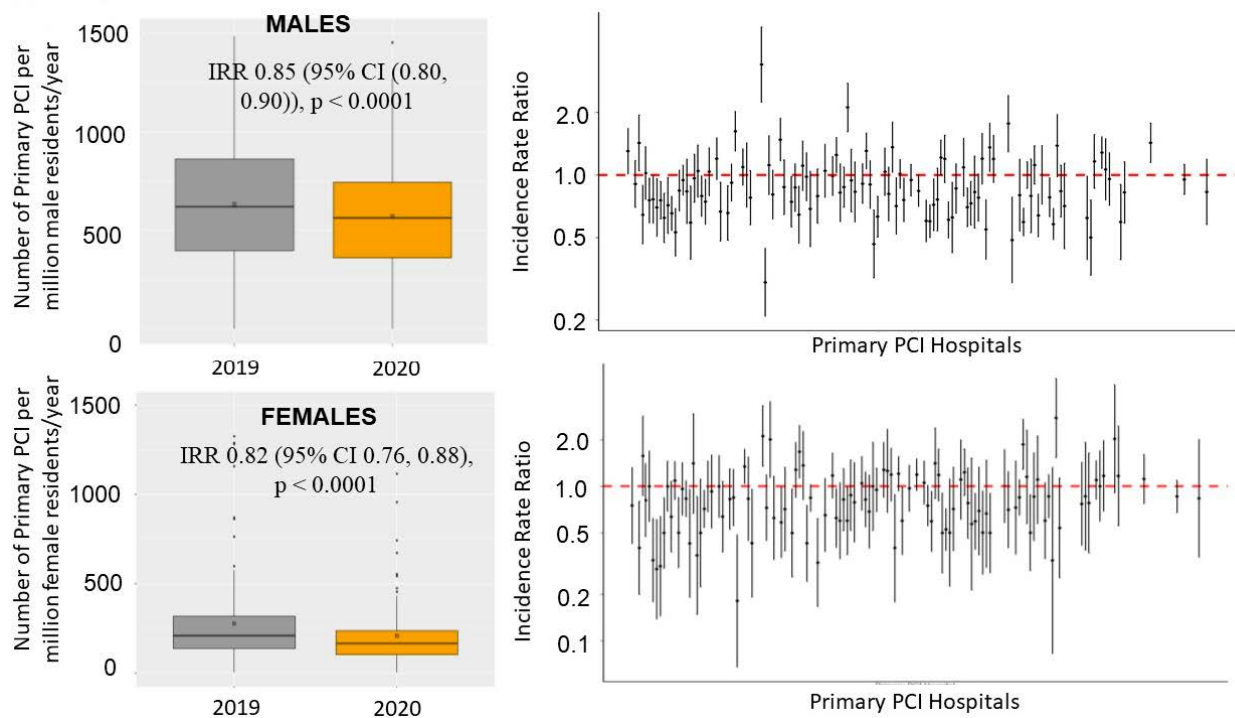 MALES
IRR 0.85 (95% CI (0.80,
0.90)), p < 0.0001
Number of Primary PCI per
million male residents/year
1500
1000
500
0
2019 2020
Incidence Rate Ratio
2.0
1.0
0.5
0.2
Primary PCI Hospitals
FEMALES
IRR 0.82 (95% CI 0.76, 0.88),
p < 0.0001
Number of Primary PCI per
million female residents/year
1500
1000
500
0
2019 2020
Incidence Rate Ratio
2.0
1.0
0.5
0.2
0.1
Primary PCI Hospitals